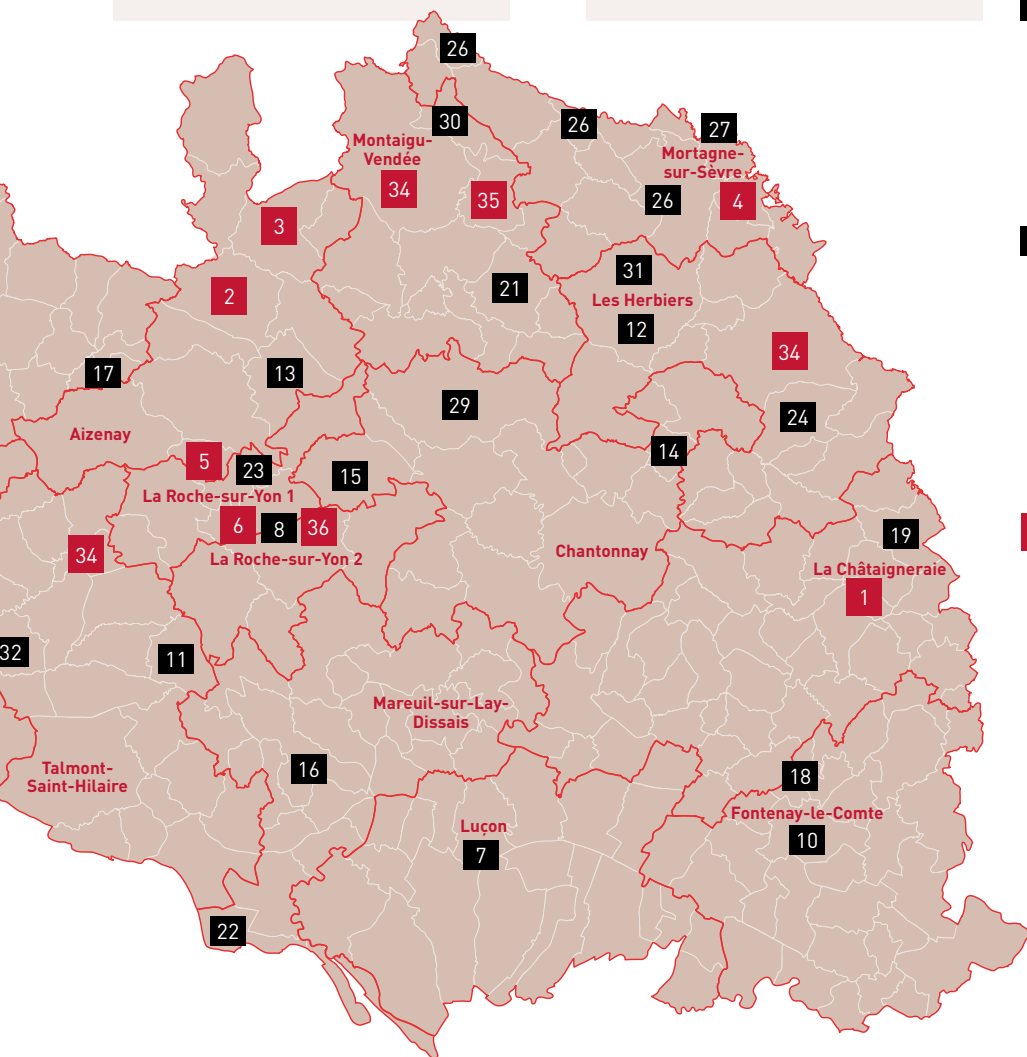 26
30
26
27
Montaigu-
Vendée
Mortagne-
sur-Sèvre
34
35
26
4
3
31
21
2
Les Herbiers
12
34
17
13
29
24
Aizenay
14
5
23
15
La Roche-sur-Yon 1
6
8
36
19
34
La Roche-sur-Yon 2
Chantonnay
La Châtaigneraie
1
32
11
Mareuil-sur-Lay-
Dissais
16
Talmont-
Saint-Hilaire
18
Luçon
Fontenay-le-Comte
7
10
22